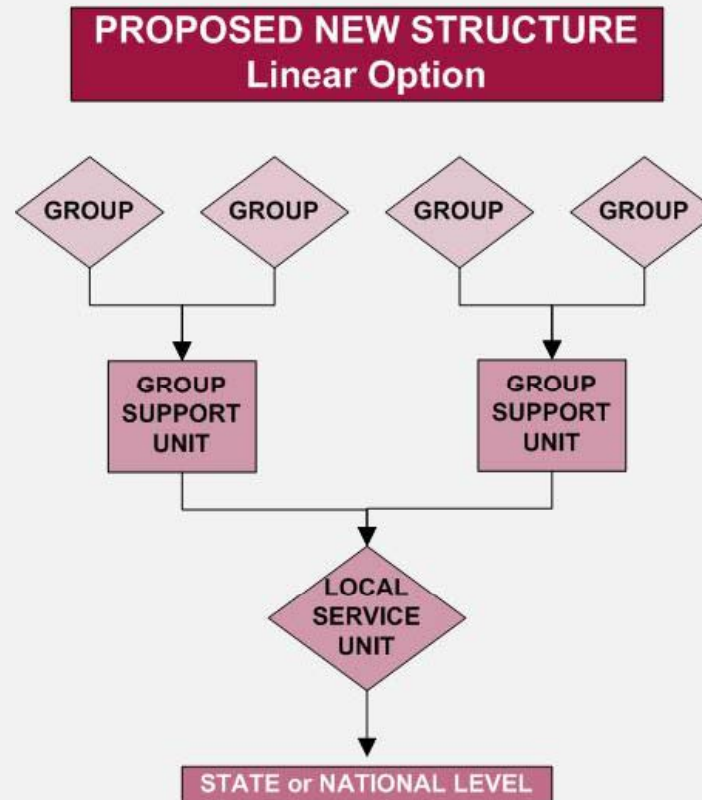 PROPOSED NEW STRUCTURE
Linear Option
GROUP
GROUP
GROUP
GROUP
GROUP
SUPPORT
UNIT
GROUP
SUPPORT
UNIT
LOCAL
SERVICE
UNIT
STATE or NATIONAL LEVEL